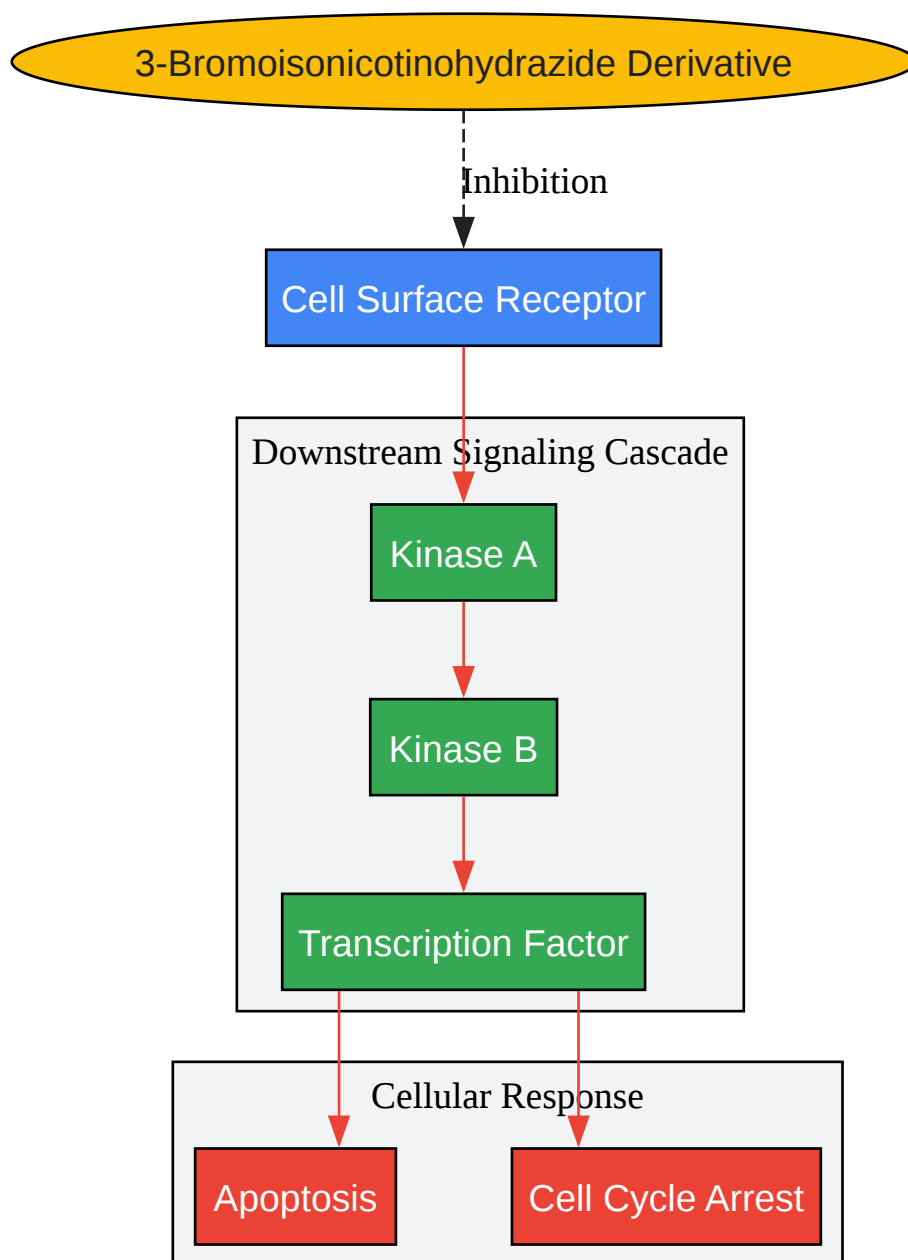 3-Bromoisonicotinohydrazide Derivative
Inhibition
Cell Surface Receptor
Downstream Signaling Cascade
Kinase A
Kinase B
Transcription Factor
Cellular Response
Apoptosis
Cell Cycle Arrest